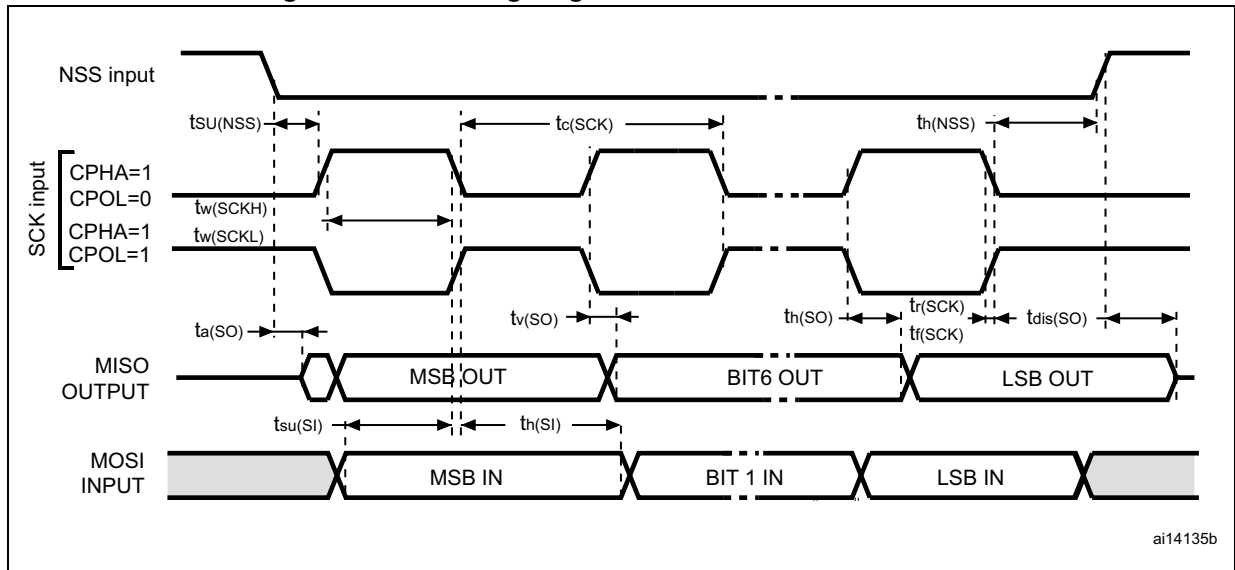 NSS input
tSU(NSS)
tc(SCK)
th(NSS)
SCK input
CPHA=1
CPOL=0
tw(SCKH)
CPHA=1
tw(SCKL)
CPOL=1
ta(SO)
tv(SO)
th(SO)
tr(SCK)
tf(SCK)
tdis(SO)
MISO
OUTPUT
MSB OUT
BIT6 OUT
LSB OUT
tsu(SI)
th(SI)
MOSI
INPUT
MSB IN
BIT 1 IN
LSB IN
ai14135b